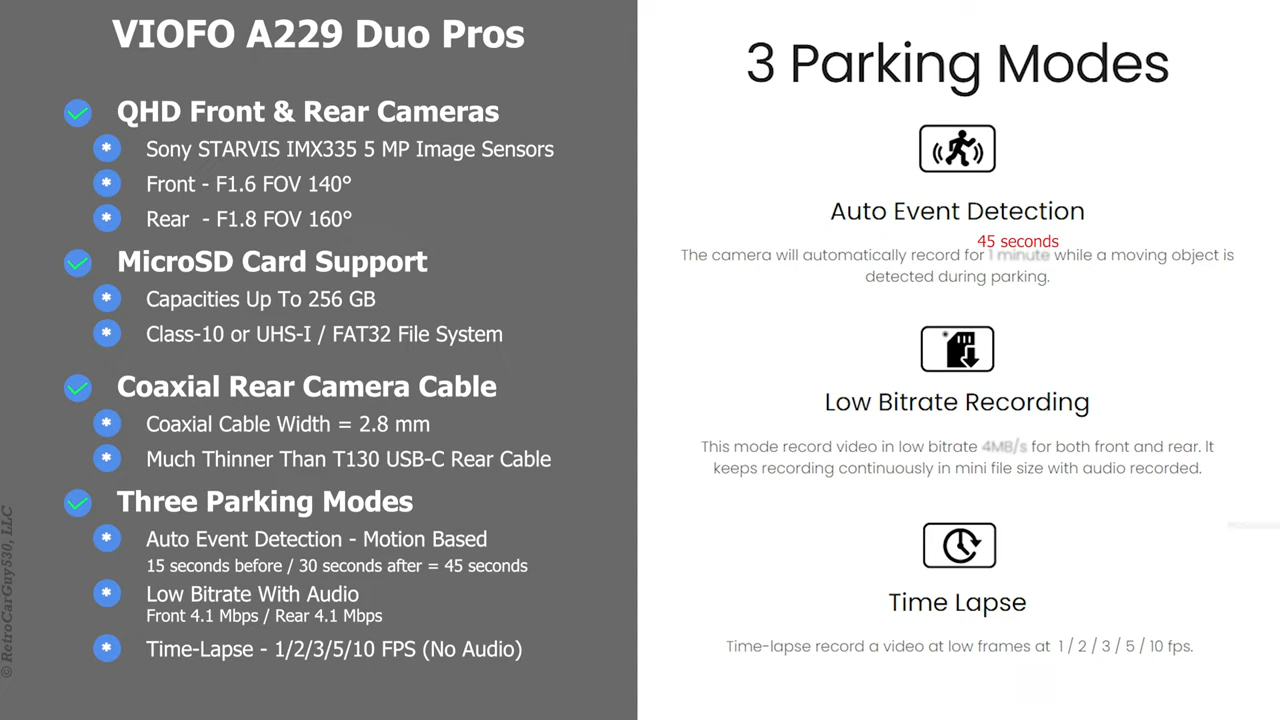 VIOFO A229 Duo Pros
QHD Front & Rear Cameras
Sony STARVIS IMX335 5 MP Image Sensors
Front - F1.6 FOV 140°
Rear - F1.8 FOV 160°
MicroSD Card Support
Capacities Up To 256 GB
Class-10 or UHS-I / FAT32 File System
Coaxial Rear Camera Cable
Coaxial Cable Width = 2.8 mm
Much Thinner Than T130 USB-C Rear Cable
Three Parking Modes
Auto Event Detection - Motion Based
15 seconds before / 30 seconds after = 45 seconds
Low Bitrate With Audio
Front 4.1 Mbps / Rear 4.1 Mbps
Time-Lapse - 1/2/3/5/10 FPS (No Audio)
© RetroCarGuy530, LLC
3 Parking Modes
Auto Event Detection
45 seconds
The camera will automatically record for 1 minute while a moving object is
detected during parking.
Low Bitrate Recording
This mode record video in low bitrate 4MB/s for both front and rear. It
keeps recording continuously in mini file size with audio recorded.
Time Lapse
Time-lapse record a video at low frames at 1 / 2 / 3 / 5 / 10 fps.